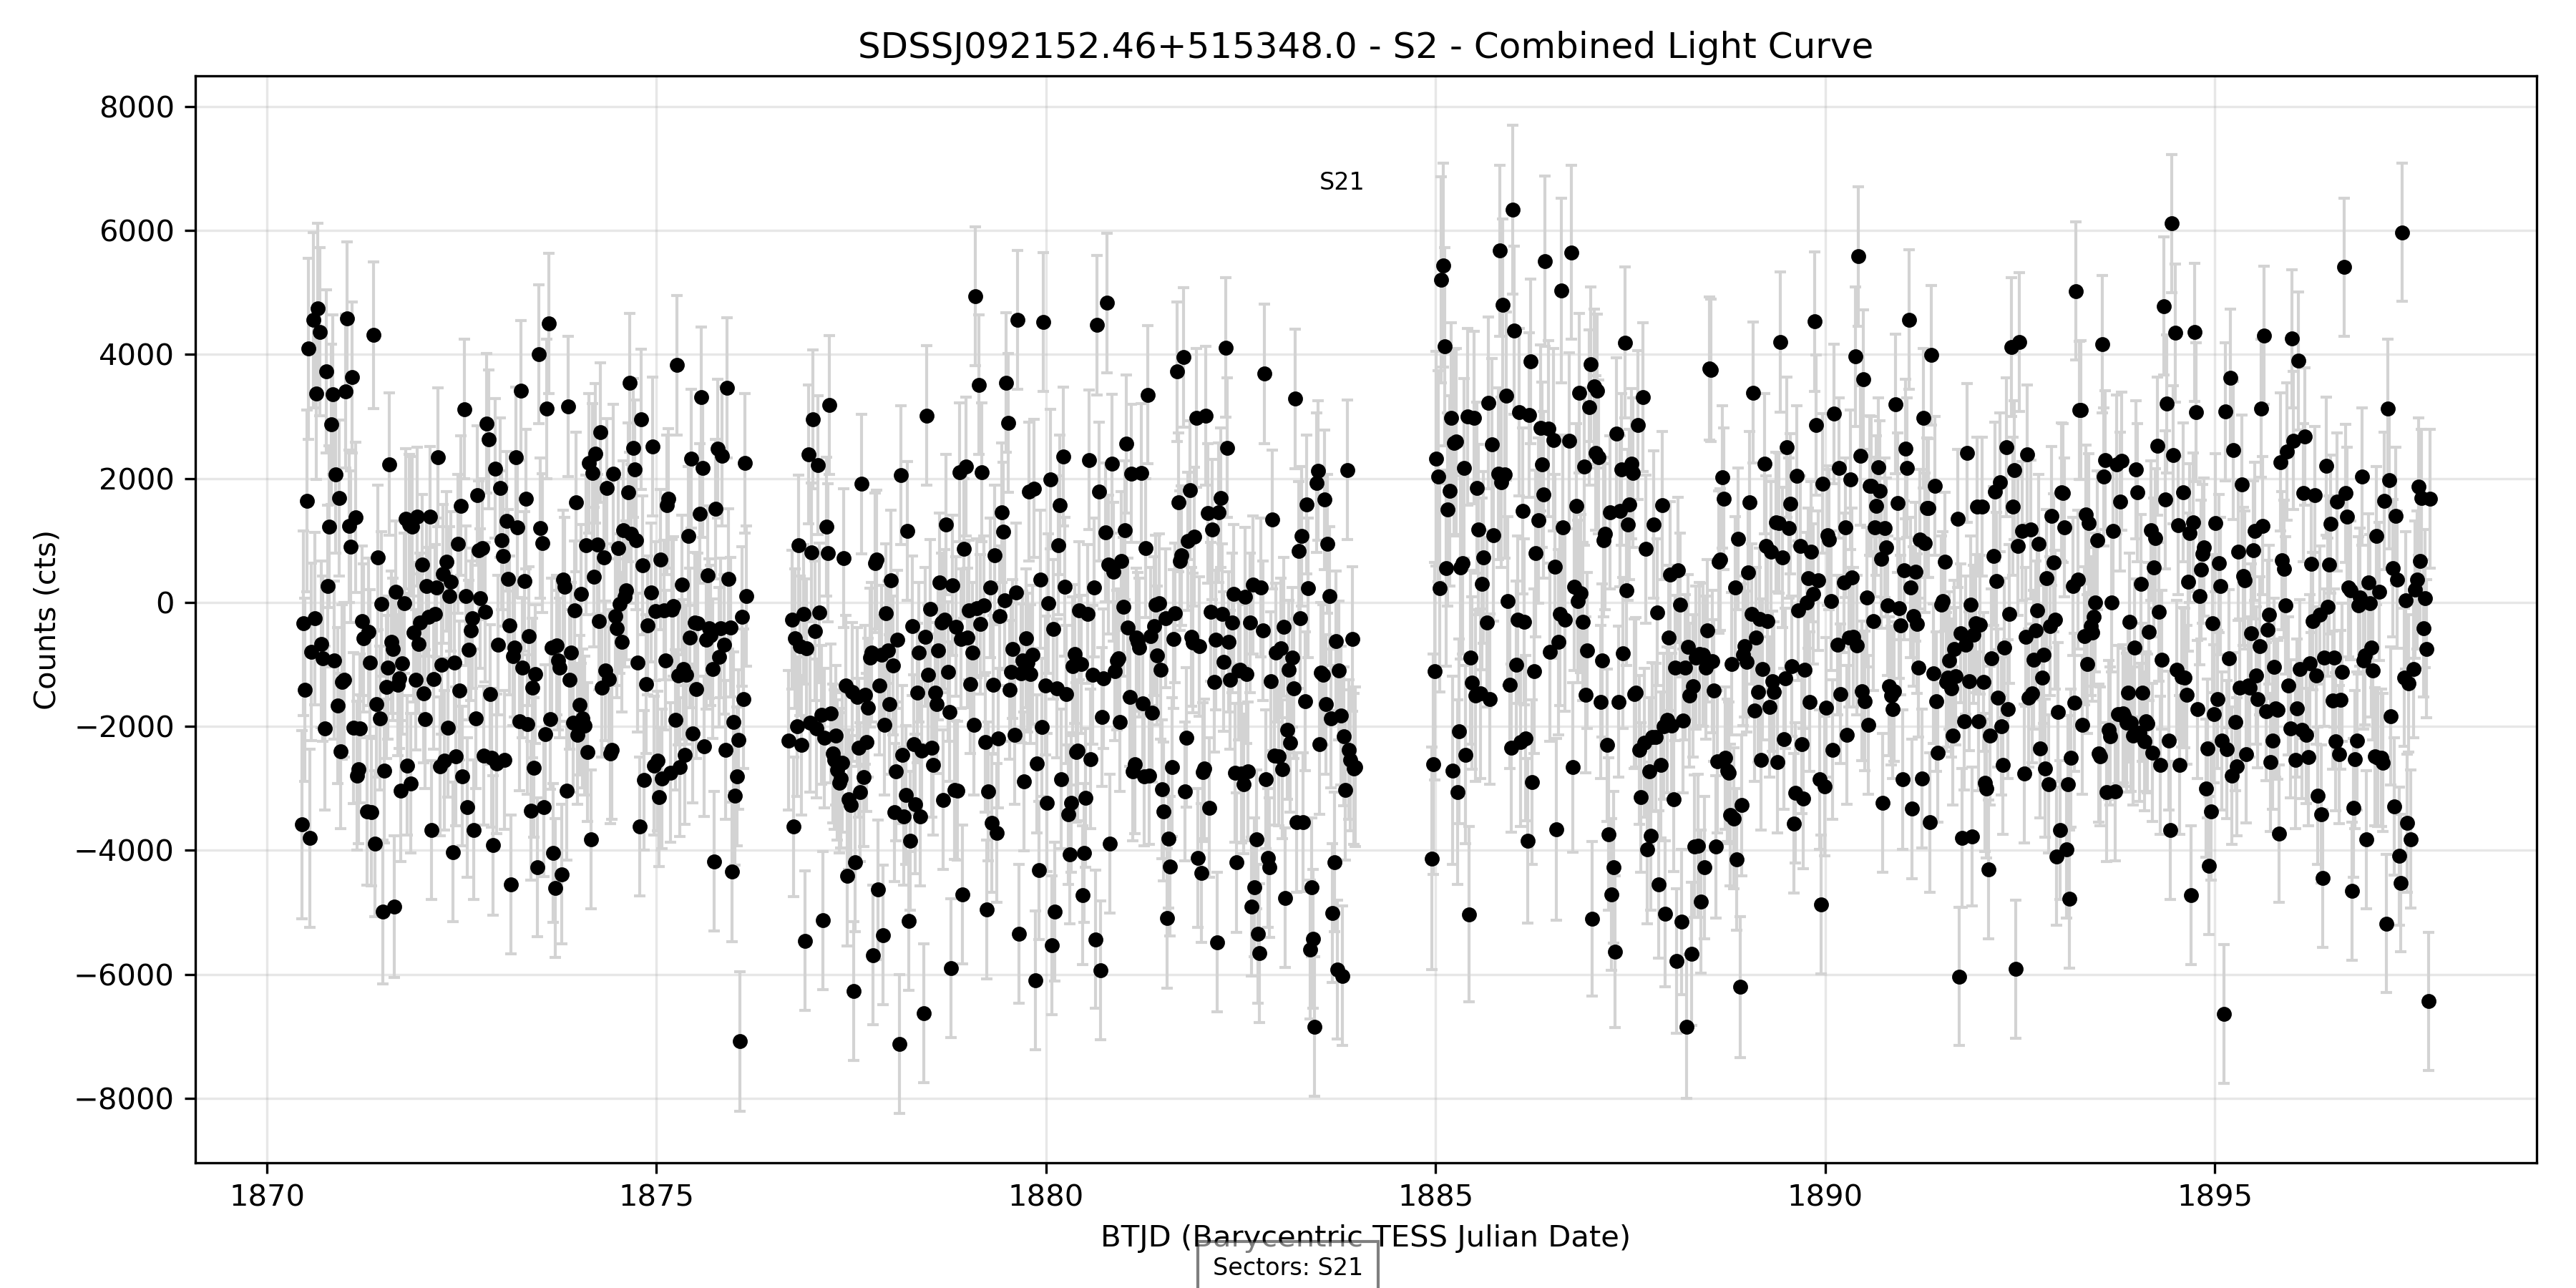 SDSSJ092152.46+515348.0 - S2 - Combined Light Curve
8000
6000
4000
2000
0
−2000
−4000
−6000
−8000
Counts (cts)
S21
1870 1875 1880 1885 1890 1895
BTJD (Barycentric TESS Julian Date)
Sectors: S21